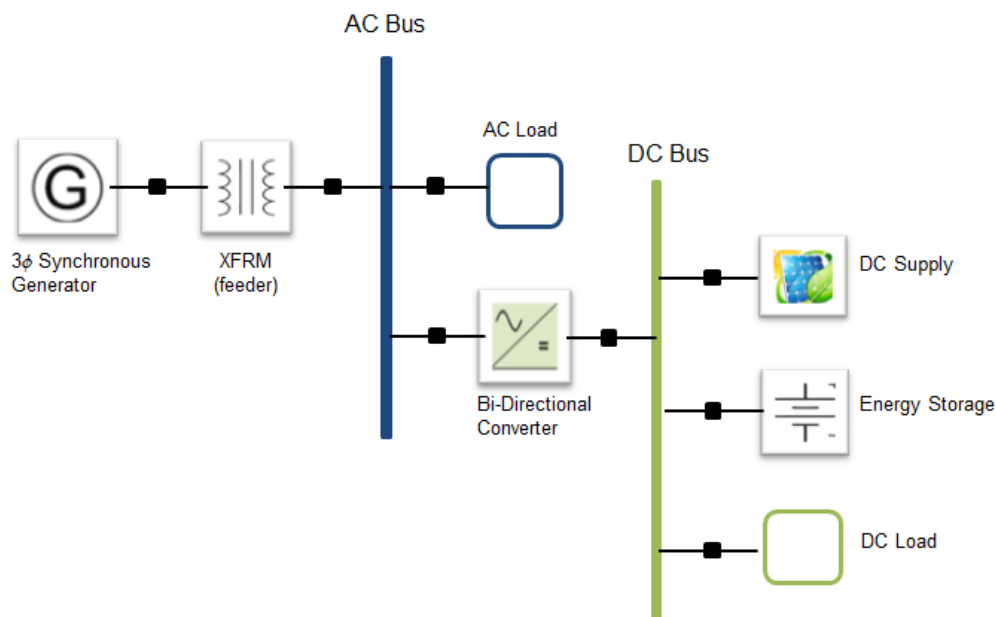 AC Bus
AC Load
DC Bus
G
3ϕ Synchronous
Generator
XFRM
(feeder)
DC Supply
Bi-Directional
Converter
Energy Storage
DC Load